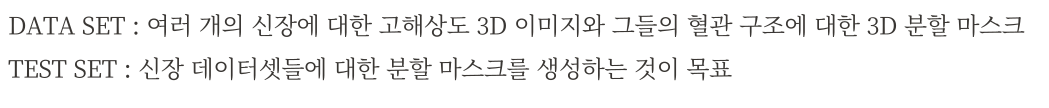 DATA SET : 여러 개의 신장에 대한 고해상도 3D 이미지와 그들의 혈관 구조에 대한 3D 분할 마스크
TEST SET : 신장 데이터셋들에 대한 분할 마스크를 생성하는 것이 목표